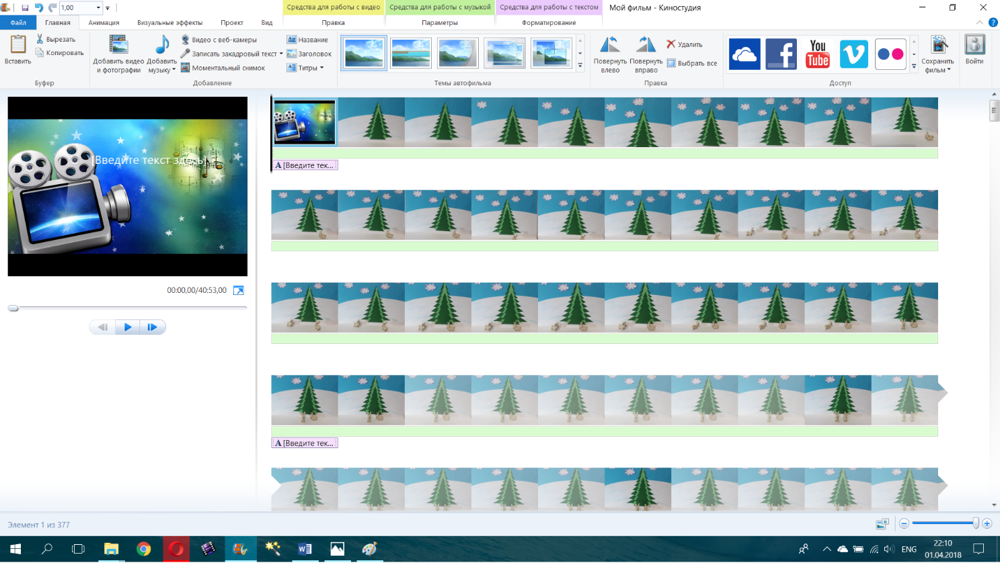 1,00
Средства для работы с видео
Средства для работы с музыкой
Средства для работы с текстом
Мой фильм - Киностудия
Файл
Главная
Анимация
Визуальные эффекты
Проект
Вид
Правка
Параметры
Форматирование
Вставить
Вырезать
Копировать
Буфер
Добавить видео
и фотографии
Добавить
музыку
Видео с веб-камеры
Записать закадровый текст
Моментальный снимок
Название
Заголовок
Титры
Добавление
Темы автофильма
Повернуть
влево
Повернуть
вправо
Удалить
Выбрать все
Правка
You
Tube
Доступ
Сохранить
фильм
Войти
[Введите текст здесь]
00:00,00/40:53,00
A [Введите тек...
A [Введите тек...
Элемент 1 из 377
ENG
22:10
01.04.2018